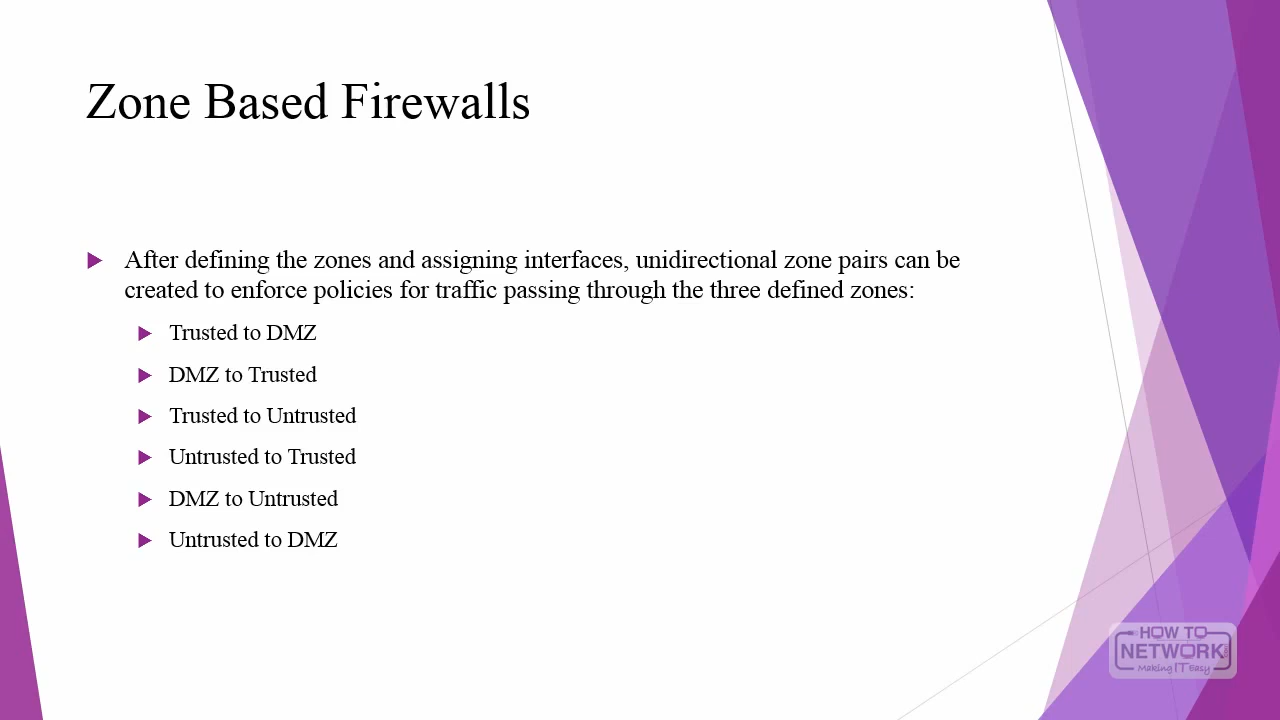 Zone Based Firewalls
After defining the zones and assigning interfaces, unidirectional zone pairs can be
created to enforce policies for traffic passing through the three defined zones:
Trusted to DMZ
DMZ to Trusted
Trusted to Untrusted
Untrusted to Trusted
DMZ to Untrusted
Untrusted to DMZ
HOW TO
NETWORK
Making IT Easy